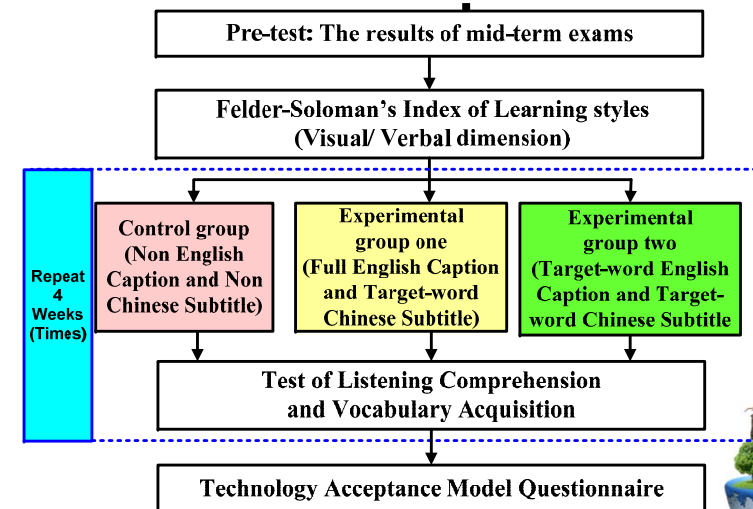 Pre-test: The results of mid-term exams
Felder-Soloman's Index of Learning styles
(Visual/ Verbal dimension)
Repeat
4
Weeks
(Times)
Control group
(Non English
Caption and Non
Chinese Subtitle)
Experimental
group one
(Full English Caption
and Target-word
Chinese Subtitle)
Experimental
group two
(Target-word English
Caption and Target-
word Chinese Subtitle
Test of Listening Comprehension
and Vocabulary Acquisition
Technology Acceptance Model Questionnaire